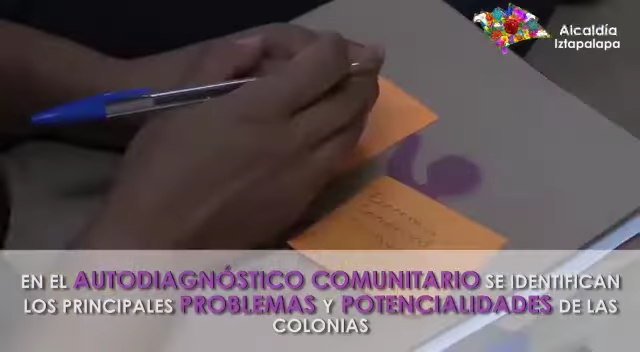 Alcaldía
Iztapalapa
EN EL AUTODIAGNÓSTICO COMUNITARIO SE IDENTIFICAN
LOS PRINCIPALES PROBLEMAS Y POTENCIALIDADES DE LAS
COLONIAS